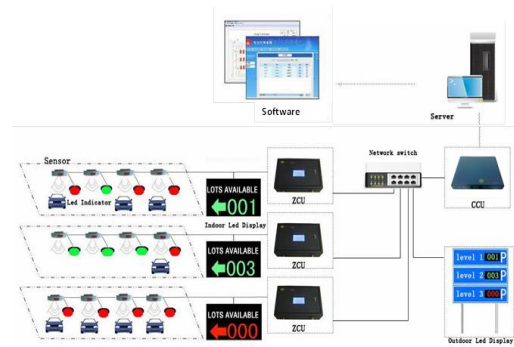 Software
Server
Sensor
Led Indicator
LOTS AVAILABLE
001
Indoor Led Display
LOTS AVAILABLE
003
LOTS AVAILABLE
000
ZCU
ZCU
ZCU
Network switch
CCU
level 1 001 P
level 2 003 P
level 3 000 P
Outdoor Led Display